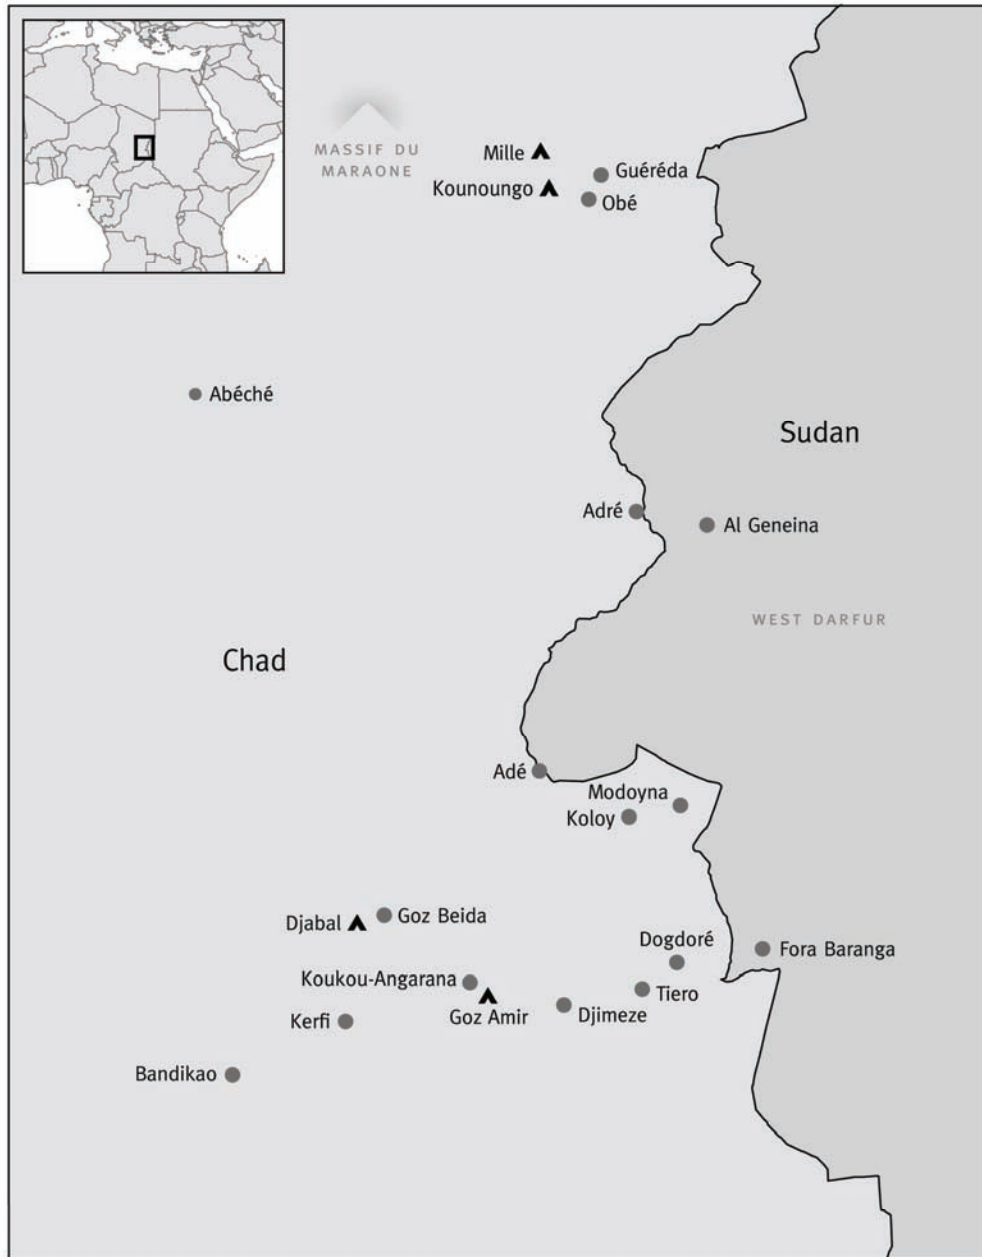 MASSIF DU
MARAONE
Mille
Kounoungo
Guéréda
Obé
Abéché
Sudan
Adré
Al Geneina
WEST DARFUR
Chad
Adé
Modoyna
Koloy
Djabal
Goz Beida
Dogdoré
Fora Baranga
Koukou-Angarana
Tiero
Goz Amir
Djimeze
Kerfi
Bandikao